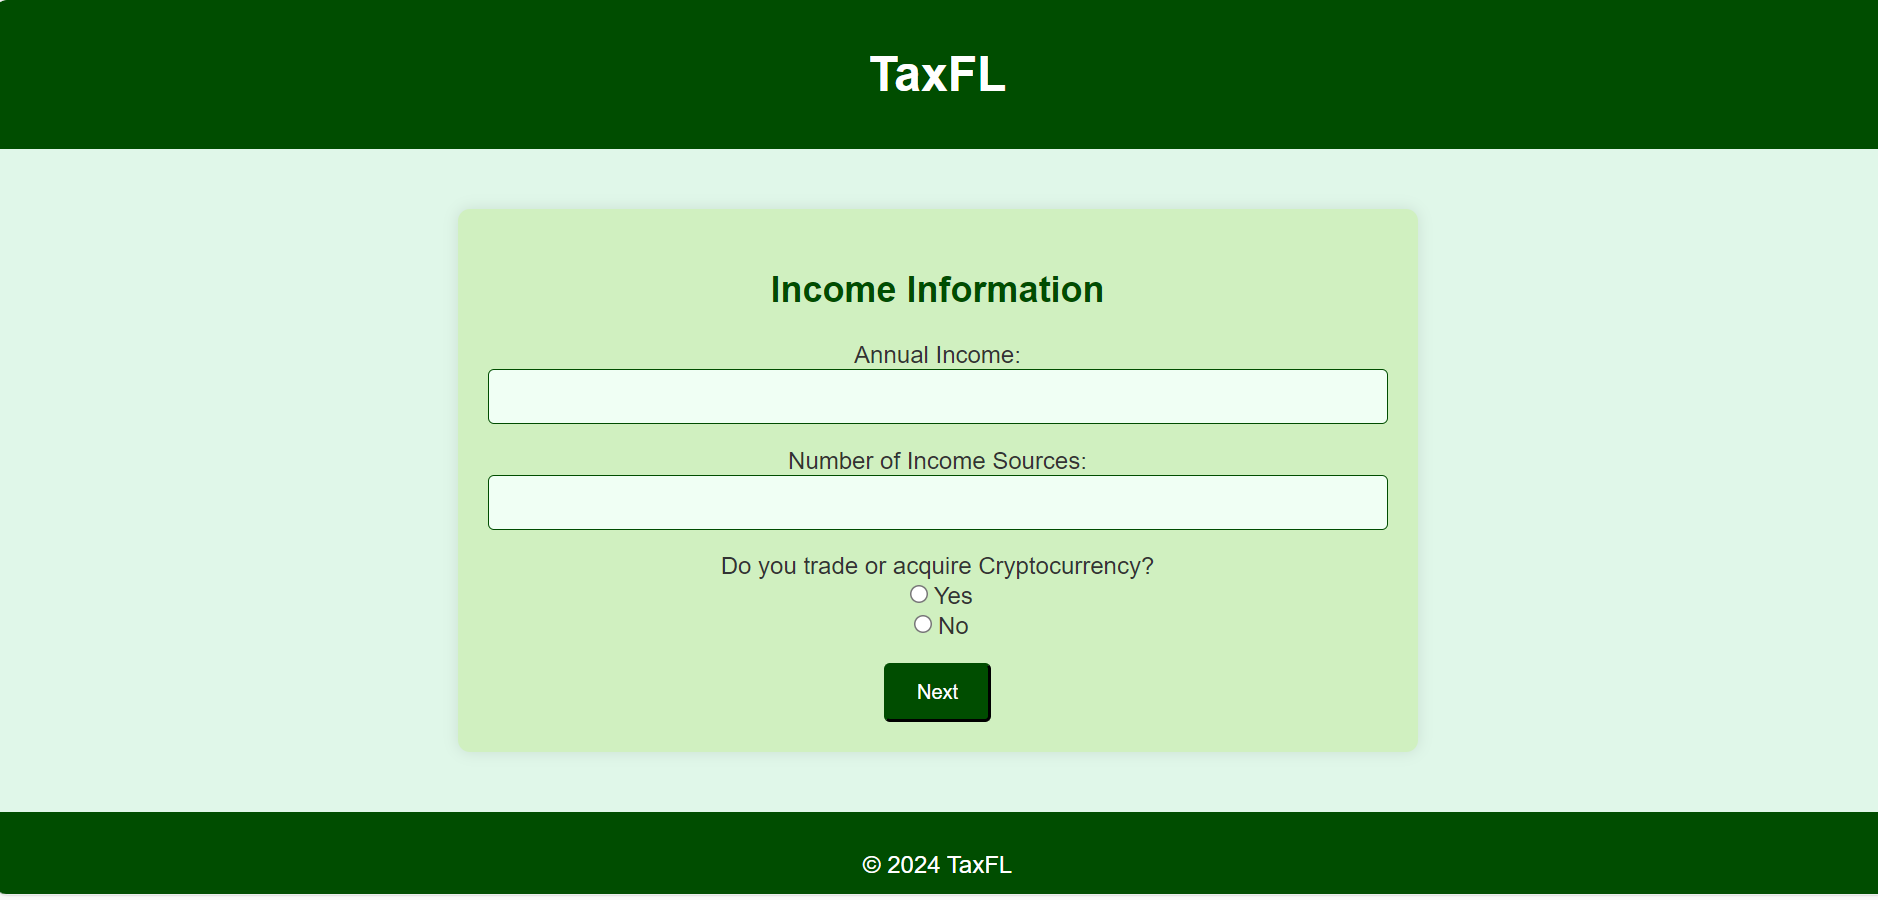 TaxFL
Income Information
Annual Income:
Number of Income Sources:
Do you trade or acquire Cryptocurrency?
Yes
No
Next
© 2024 TaxFL